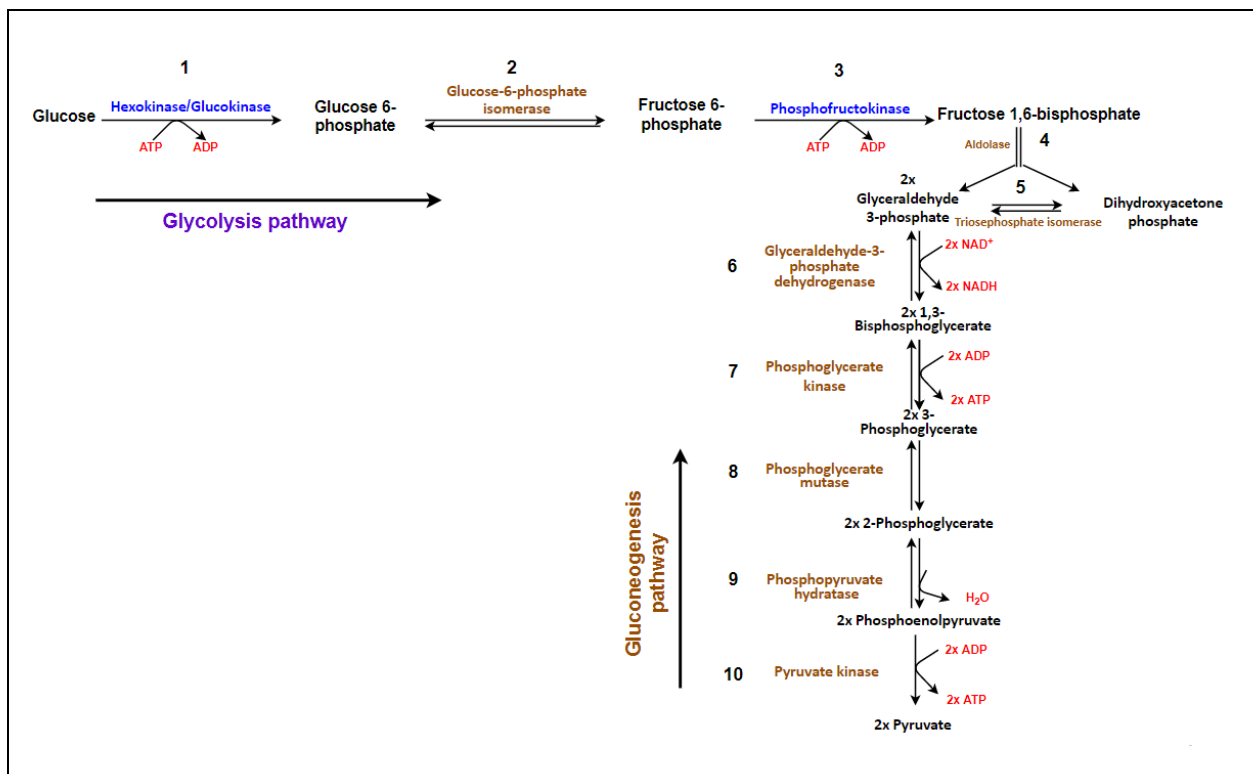 1
2
3
Glucose
Hexokinase/Glucokinase
ATP
ADP
Glucose 6-
phosphate
Glucose-6-phosphate
isomerase
Fructose 6-
phosphate
Phosphofructokinase
ATP
ADP
Fructose 1,6-bisphosphate
Aldolase
4
Glycolysis pathway
2x
Glyceraldehyde
3-phosphate
5
Triosephosphate isomerase
Dihydroxyacetone
phosphate
6
Glyceraldehyde-3-
phosphate
dehydrogenase
2x NAD⁺
2x NADH
2x 1,3-
Bisphosphoglycerate
7
Phosphoglycerate
kinase
2x ADP
2x ATP
2x 3-
Phosphoglycerate
Gluconeogenesis
pathway
8
Phosphoglycerate
mutase
2x 2-Phosphoglycerate
9
Phosphopyruvate
hydratase
H₂O
2x Phosphoenolpyruvate
10
Pyruvate kinase
2x ADP
2x ATP
2x Pyruvate